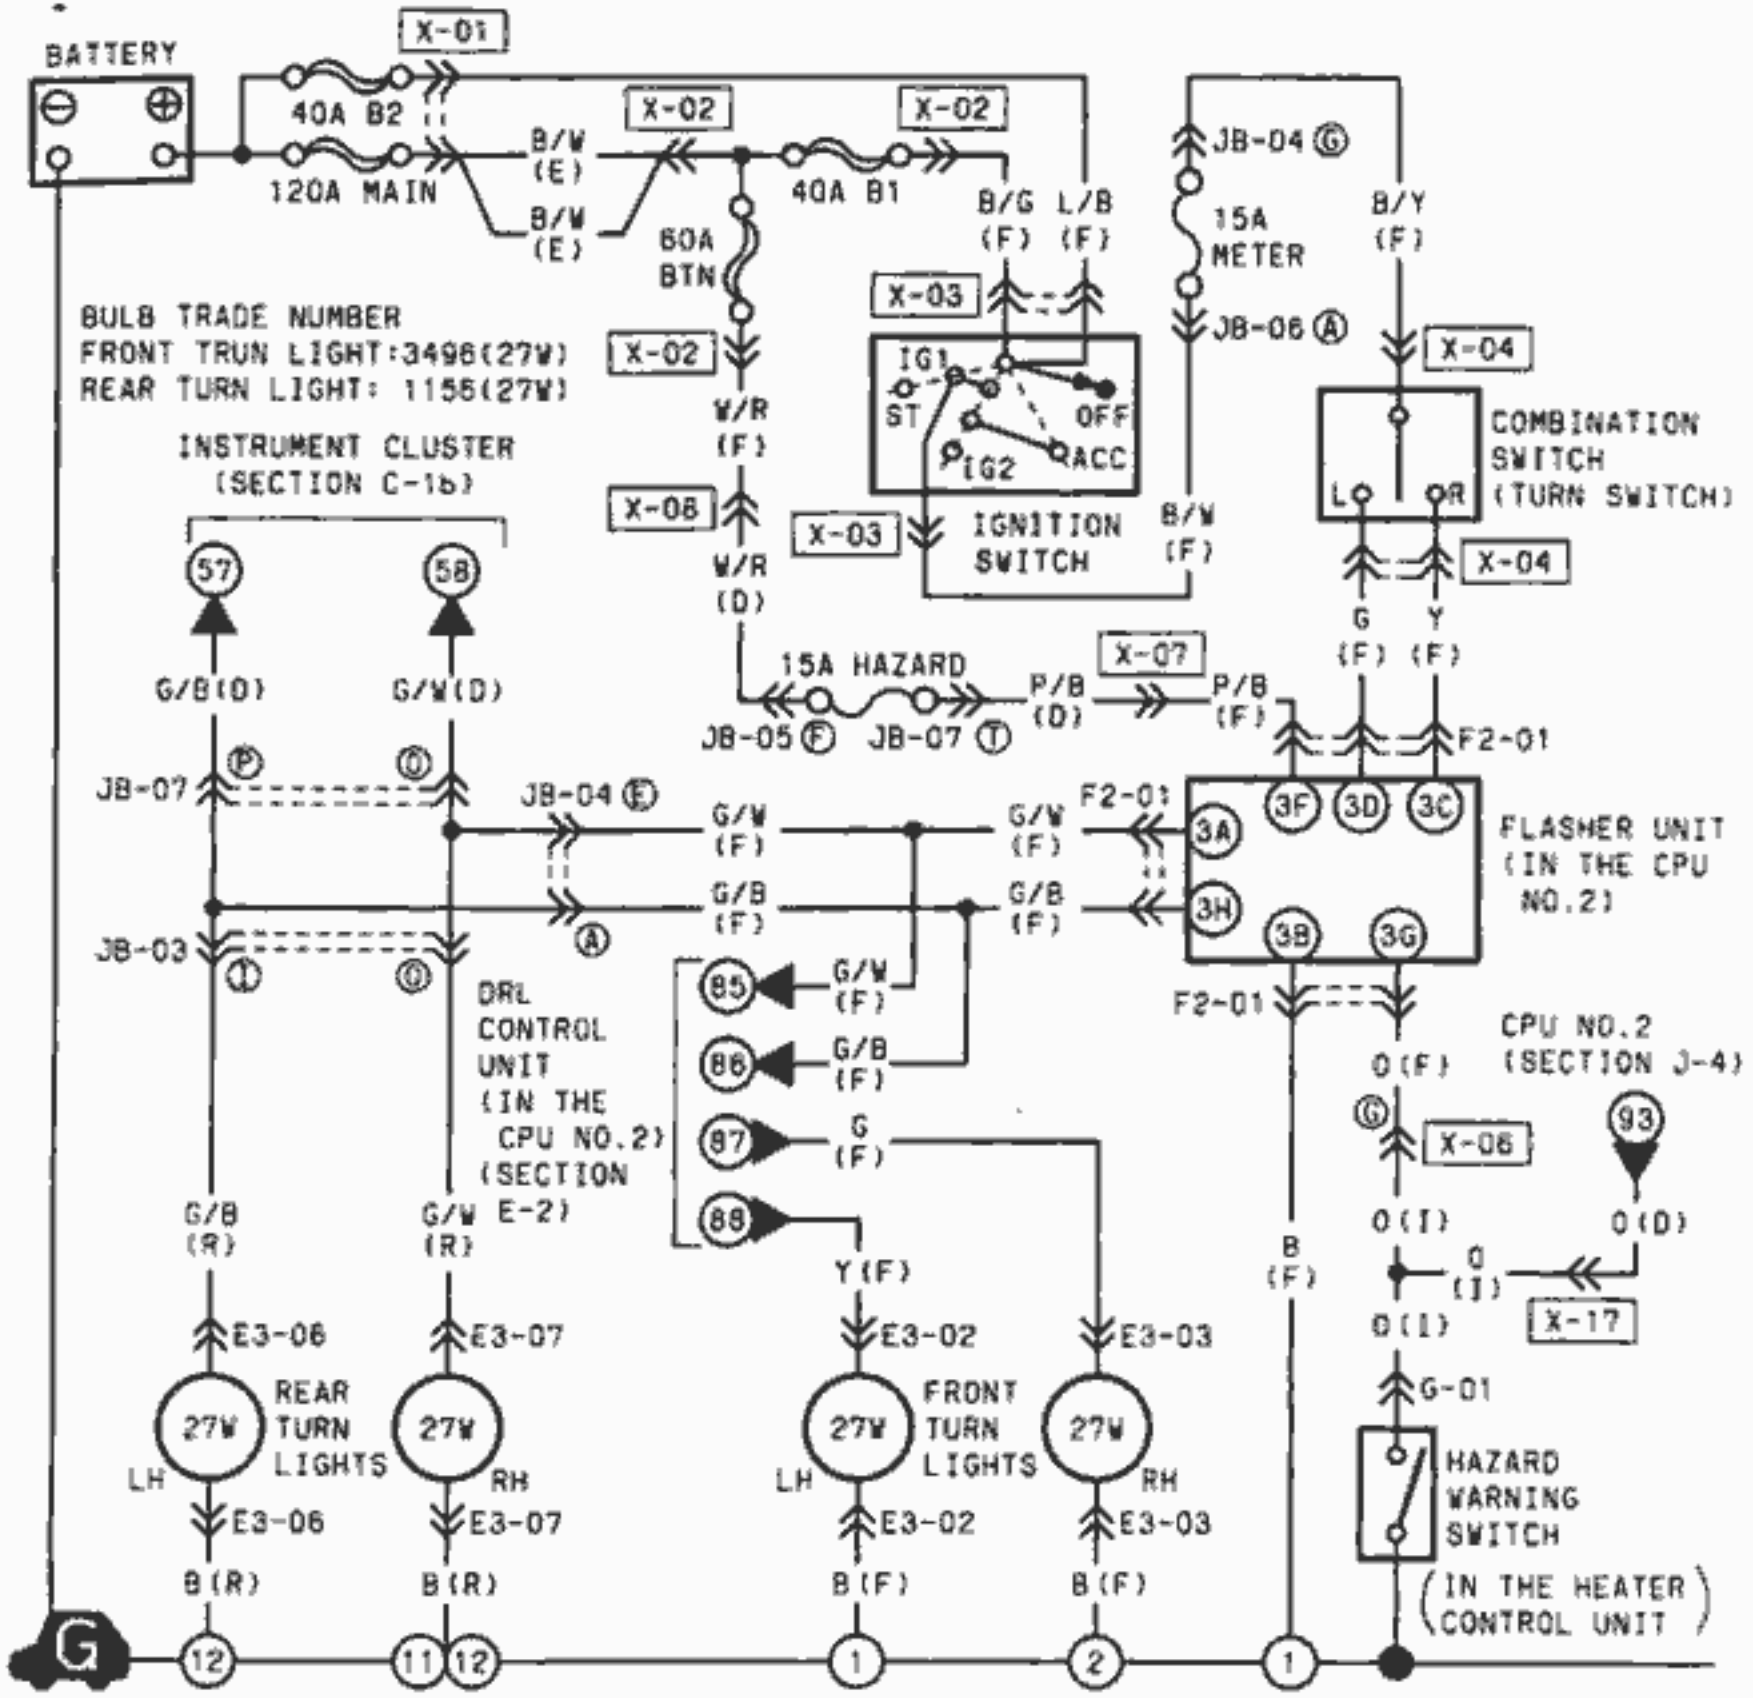 X-01
BATTERY
40A B2
X-02
X-02
B/W
(E)
120A MAIN
B/W
(E)
40A B1
B/G L/B
(F) (F)
JB-04 G
15A
METER
B/Y
(F)
60A
BTN
X-03
JB-06 A
BULB TRADE NUMBER
FRONT TRUN LIGHT:3496(27W)
REAR TURN LIGHT: 1156(27W)
X-02
X-04
IG1
ST
OFF
IG2
ACC
W/R
(F)
COMBINATION
SWITCH
(TURN SWITCH)
L
R
INSTRUMENT CLUSTER
(SECTION C-1b)
X-08
X-03
IGNITION
SWITCH
B/W
(F)
X-04
57
58
W/R
(D)
G Y
(F) (F)
15A HAZARD
X-07
G/B(D)
G/W(D)
P/B
(D)
P/B
(F)
JB-05 F
JB-07 T
F2-01
P
JB-07
JB-04 E
F2-01
G/W
(F)
G/W
(F)
3A
3F
3D
3C
FLASHER UNIT
(IN THE CPU
NO.2)
G/B
(F)
G/B
(F)
3H
3B
3G
JB-03
I
A
DRL
CONTROL
UNIT
(IN THE
CPU NO.2)
(SECTION
E-2)
85
G/W
(F)
F2-01
CPU NO.2
(SECTION J-4)
86
G/B
(F)
O(F)
G
93
87
G
(F)
X-06
88
G/B
(R)
G/W
(R)
Y(F)
B
(F)
O(I)
O(D)
O
(I)
O(I)
X-17
E3-06
E3-07
E3-02
E3-03
G-01
27W
REAR
TURN
LIGHTS
27W
LH
RH
27W
FRONT
TURN
LIGHTS
27W
LH
RH
HAZARD
WARNING
SWITCH
E3-06
E3-07
E3-02
E3-03
B(R)
B(R)
B(F)
B(F)
(IN THE HEATER
CONTROL UNIT)
G
12
11
12
1
2
1